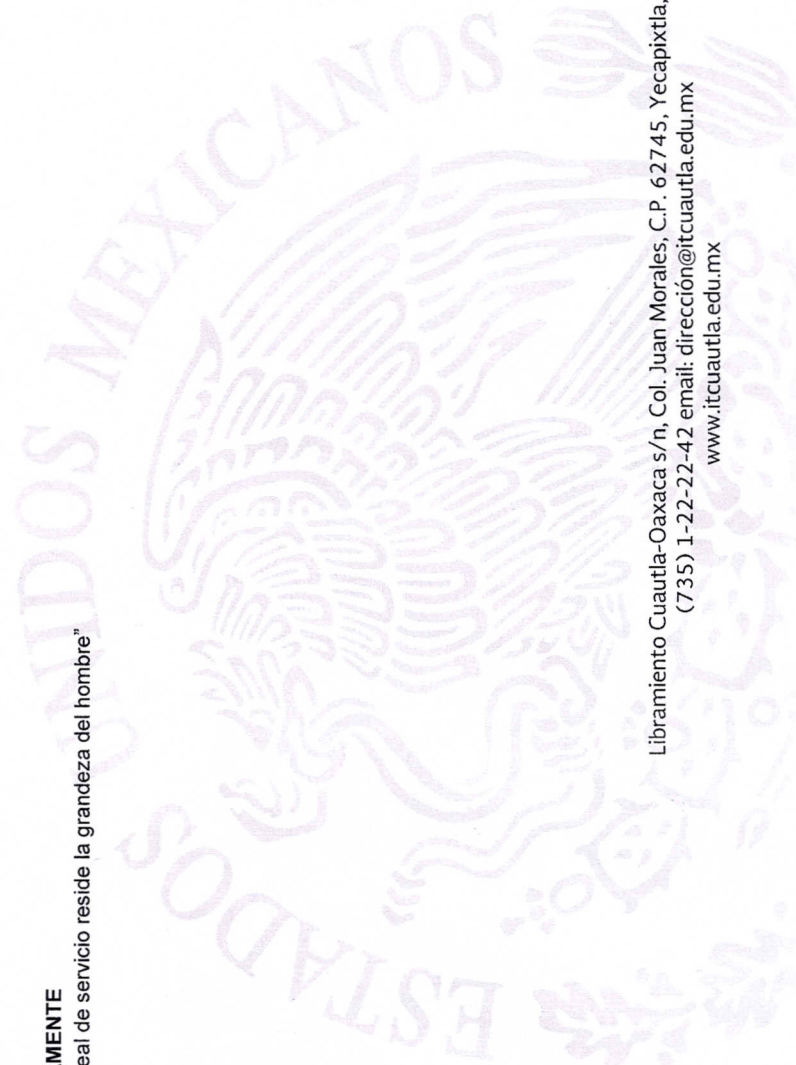 AMENTE
eal de servicio reside la grandeza del hombre”
ESTADOS UNIDOS MEXICANOS
Libramiento Cuautla-Oaxaca s/n, Col. Juan Morales, C.P. 62745, Yecapixtla,
(735) 1-22-22-42 email: dirección@itcuautla.edu.mx
www.itcuautla.edu.mx